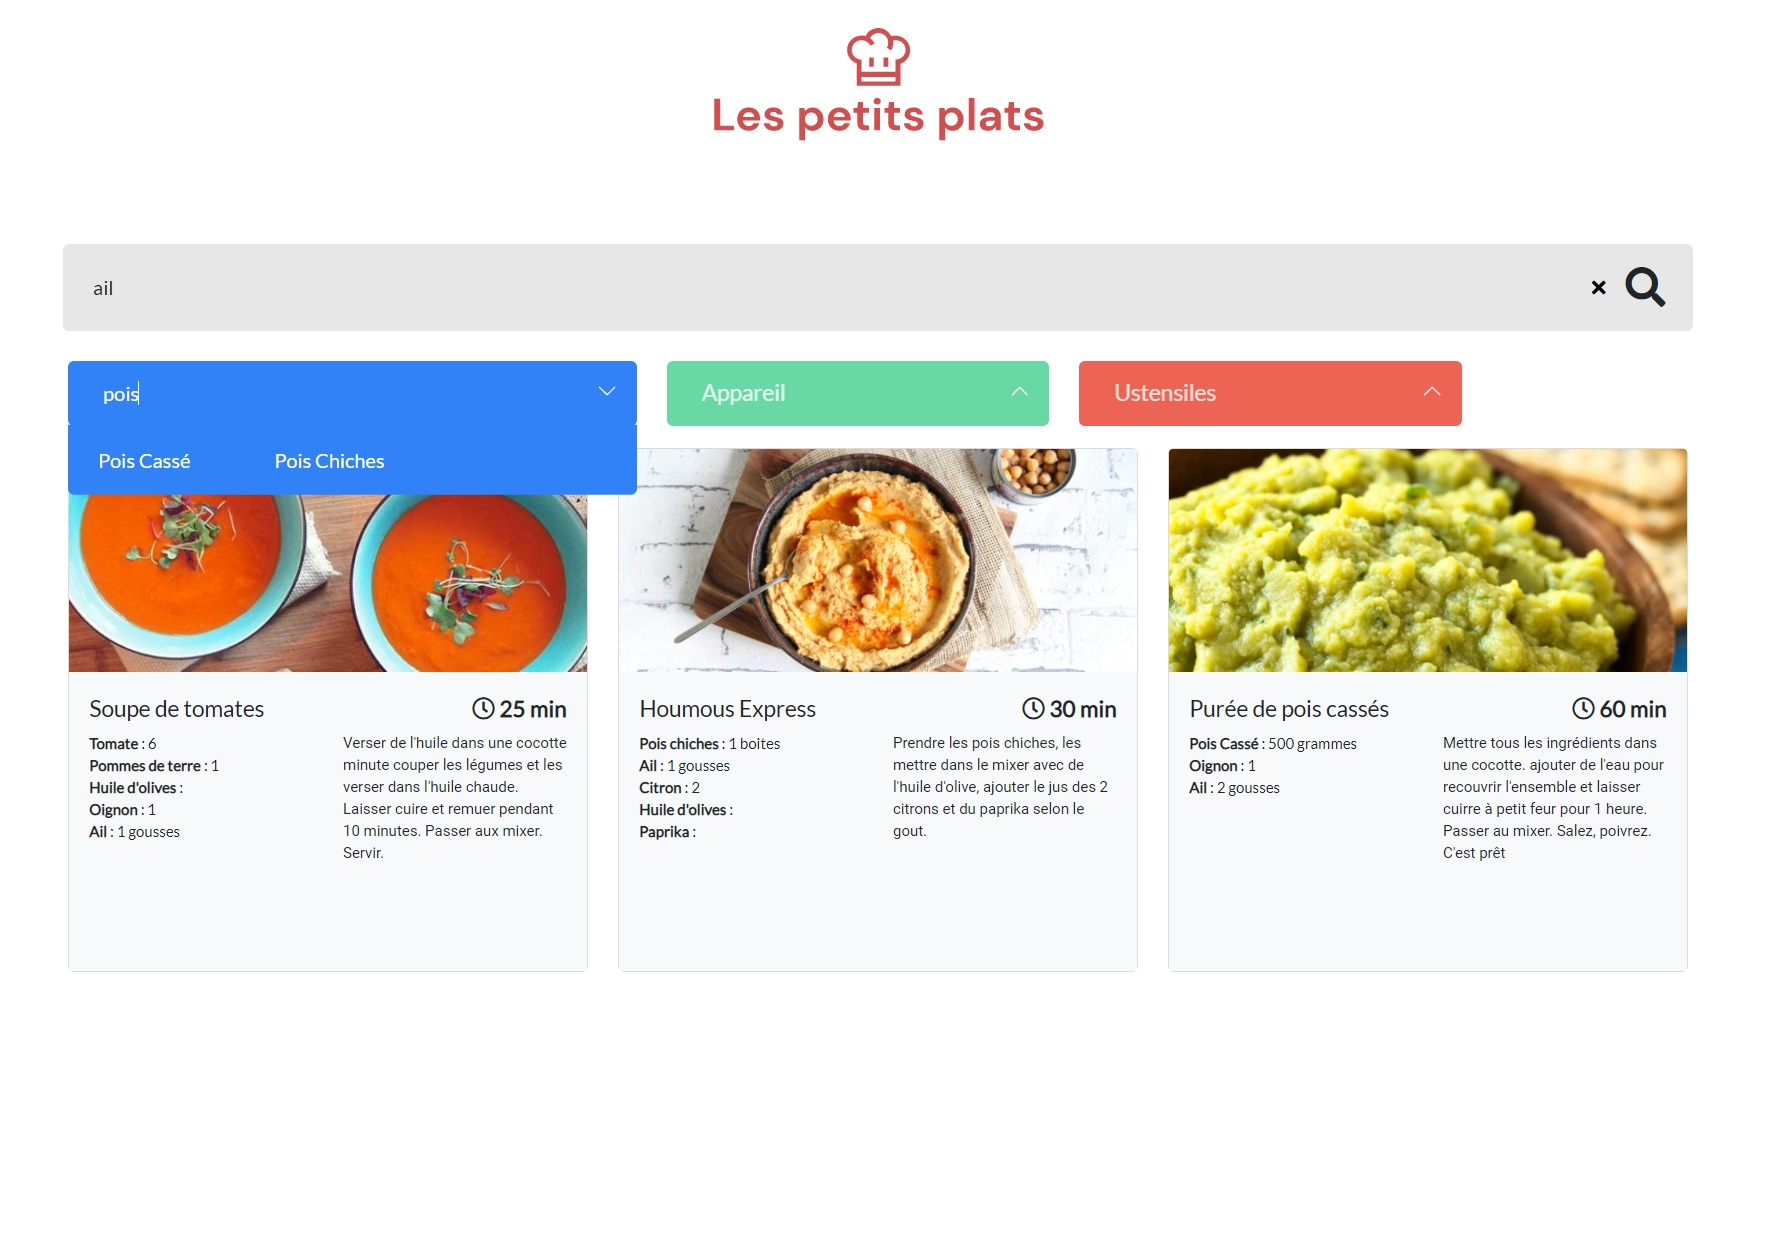 Les petits plats
ail
pois
Appareil
Ustensiles
Pois Cassé
Pois Chiches
Soupe de tomates
25 min
Tomate : 6
Pommes de terre : 1
Huile d'olives :
Oignon : 1
Ail : 1 gousses
Verser de l'huile dans une cocotte
minute couper les légumes et les
verser dans l'huile chaude.
Laisser cuire et remuer pendant
10 minutes. Passer aux mixer.
Servir.
Houmous Express
30 min
Pois chiches : 1 boites
Ail : 1 gousses
Citron : 2
Huile d'olives :
Paprika :
Prendre les pois chiches, les
mettre dans le mixer avec de
l'huile d'olive, ajouter le jus des 2
citrons et du paprika selon le
gout.
Purée de pois cassés
60 min
Pois Cassé : 500 grammes
Oignon : 1
Ail : 2 gousses
Mettre tous les ingrédients dans
une cocotte. ajouter de l'eau pour
recouvrir l'ensemble et laisser
cuirre à petit feur pour 1 heure.
Passer au mixer. Salez, poivrez.
C'est prêt